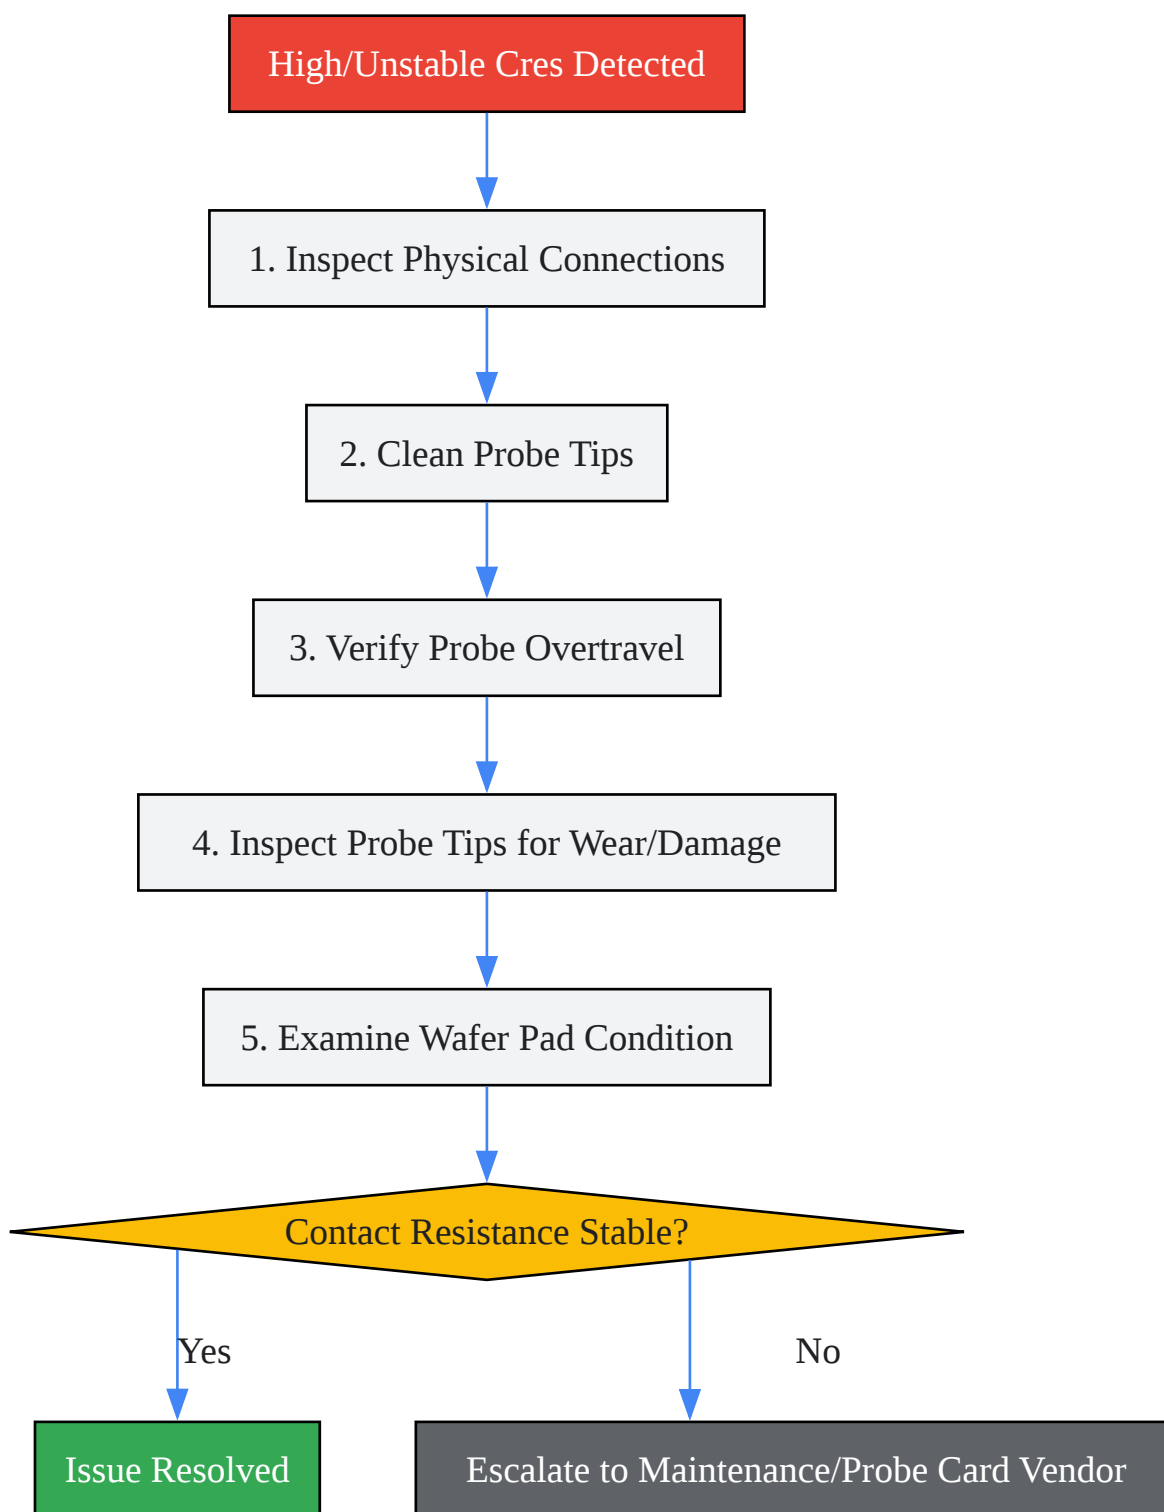 High/Unstable Cres Detected
1. Inspect Physical Connections
2. Clean Probe Tips
3. Verify Probe Overtravel
4. Inspect Probe Tips for Wear/Damage
5. Examine Wafer Pad Condition
Contact Resistance Stable?
Yes
No
Issue Resolved
Escalate to Maintenance/Probe Card Vendor